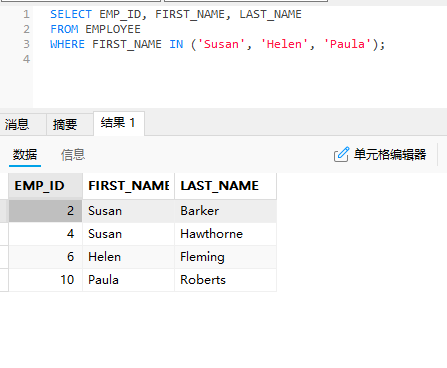 1 SELECT EMP_ID, FIRST_NAME, LAST_NAME
2 FROM EMPLOYEE
3 WHERE FIRST_NAME IN ('Susan', 'Helen', 'Paula');
4
消息 摘要 结果 1
数据 信息 单元格编辑器
EMP_ID FIRST_NAME LAST_NAME
2 Susan Barker
4 Susan Hawthorne
6 Helen Fleming
10 Paula Roberts